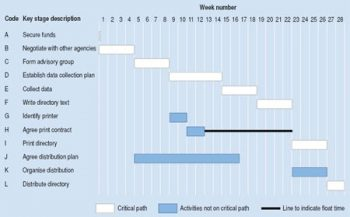 Week number
Code Key stage description 1 2 3 4 5 6 7 8 9 10 11 12 13 14 15 16 17 18 19 20 21 22 23 24 25 26 27 28
A Secure funds
B Negotiate with other agencies
C Form advisory group
D Establish data collection plan
E Collect data
F Write directory text
G Identify printer
H Agree print contract
I Print directory
J Agree distribution plan
K Organise distribution
L Distribute directory
Critical path Activities not on critical path Line to indicate float time